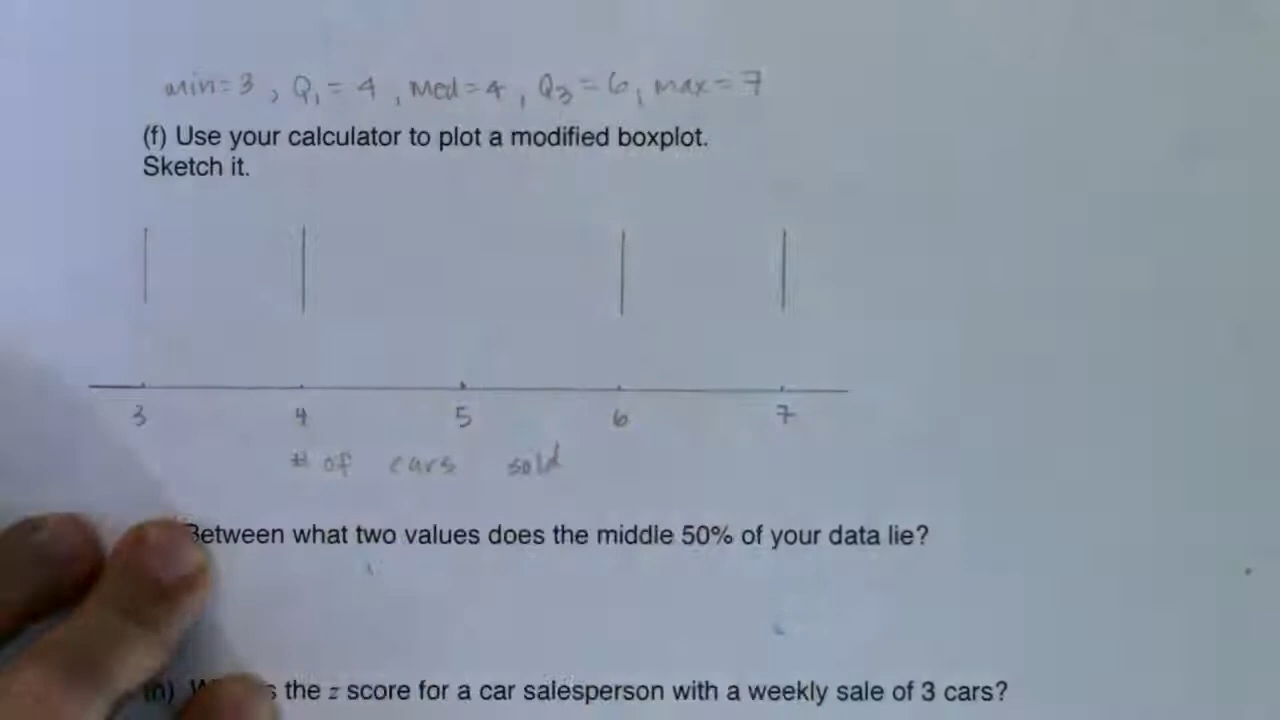 min=3, Q₁=4, Med=4, Q₃=6, max=7
(f) Use your calculator to plot a modified boxplot.
Sketch it.
3 4 5 6 7
# of cars sold
Between what two values does the middle 50% of your data lie?
the z score for a car salesperson with a weekly sale of 3 cars?